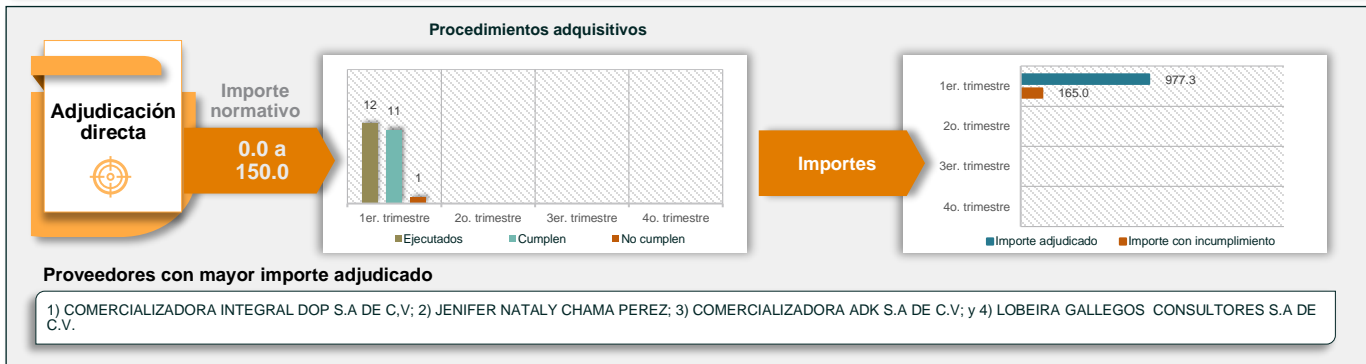 Procedimientos adquisitivos
Adjudicación
directa
Importe
normativo
0.0 a
150.0
12
11
1
1er. trimestre
2o. trimestre
3er. trimestre
4o. trimestre
Ejecutados
Cumplen
No cumplen
Importes
1er. trimestre
977.3
165.0
2o. trimestre
3er. trimestre
4o. trimestre
Importe adjudicado
Importe con incumplimiento
Proveedores con mayor importe adjudicado
1) COMERCIALIZADORA INTEGRAL DOP S.A DE C,V; 2) JENIFER NATALY CHAMA PEREZ; 3) COMERCIALIZADORA ADK S.A DE C.V; y 4) LOBEIRA GALLEGOS  CONSULTORES S.A DE
C.V.